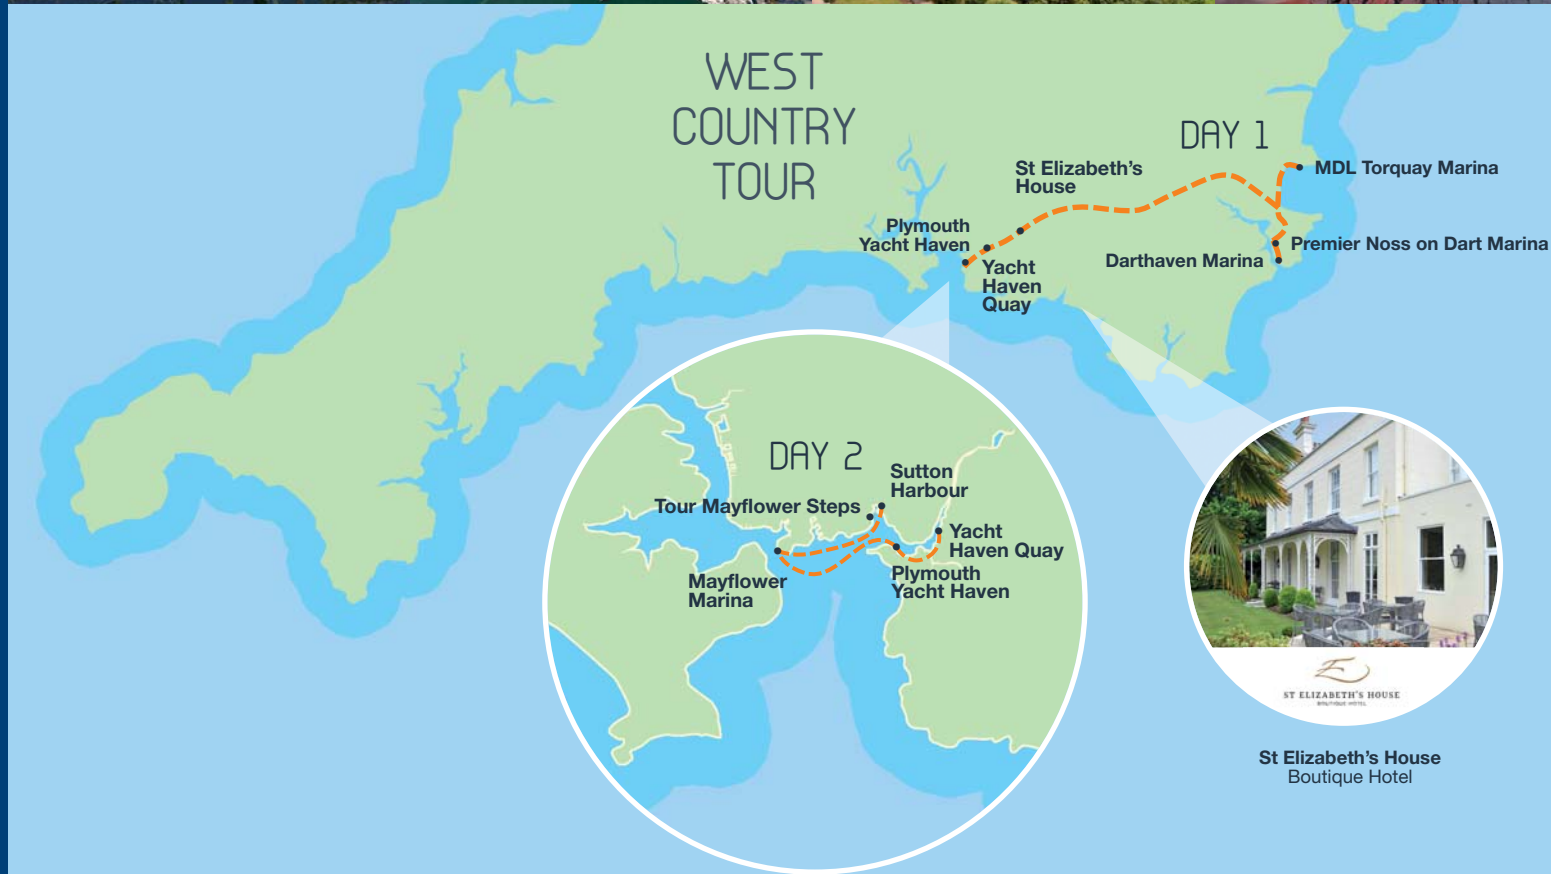 WEST
COUNTRY
TOUR
DAY 1
St Elizabeth’s
House
MDL Torquay Marina
Plymouth
Yacht Haven
Yacht
Haven
Quay
Premier Noss on Dart Marina
Darthaven Marina
DAY 2
Sutton
Harbour
Tour Mayflower Steps
Yacht
Haven Quay
Mayflower
Marina
Plymouth
Yacht Haven
ST ELIZABETH'S HOUSE
BOUTIQUE HOTEL
St Elizabeth’s House
Boutique Hotel